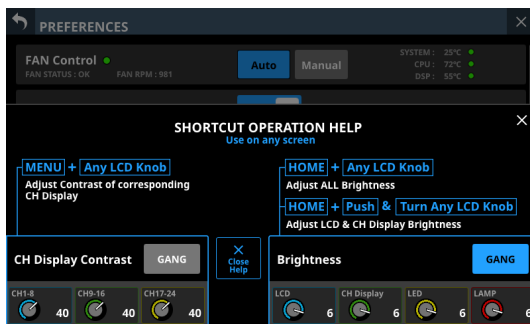 PREFERENCES
FAN Control
FAN STATUS : OK FAN RPM : 981
Auto
Manual
SYSTEM : 25°C
CPU : 72°C
DSP : 55°C
SHORTCUT OPERATION HELP
Use on any screen
MENU + Any LCD Knob
Adjust Contrast of corresponding
CH Display
HOME + Any LCD Knob
Adjust ALL Brightness
HOME + Push & Turn Any LCD Knob
Adjust LCD & CH Display Brightness
CH Display Contrast
GANG
Close
Help
Brightness
GANG
CH1-8 CH9-16 CH17-24
40 40 40
LCD CH Display LED LAMP
6 6 6